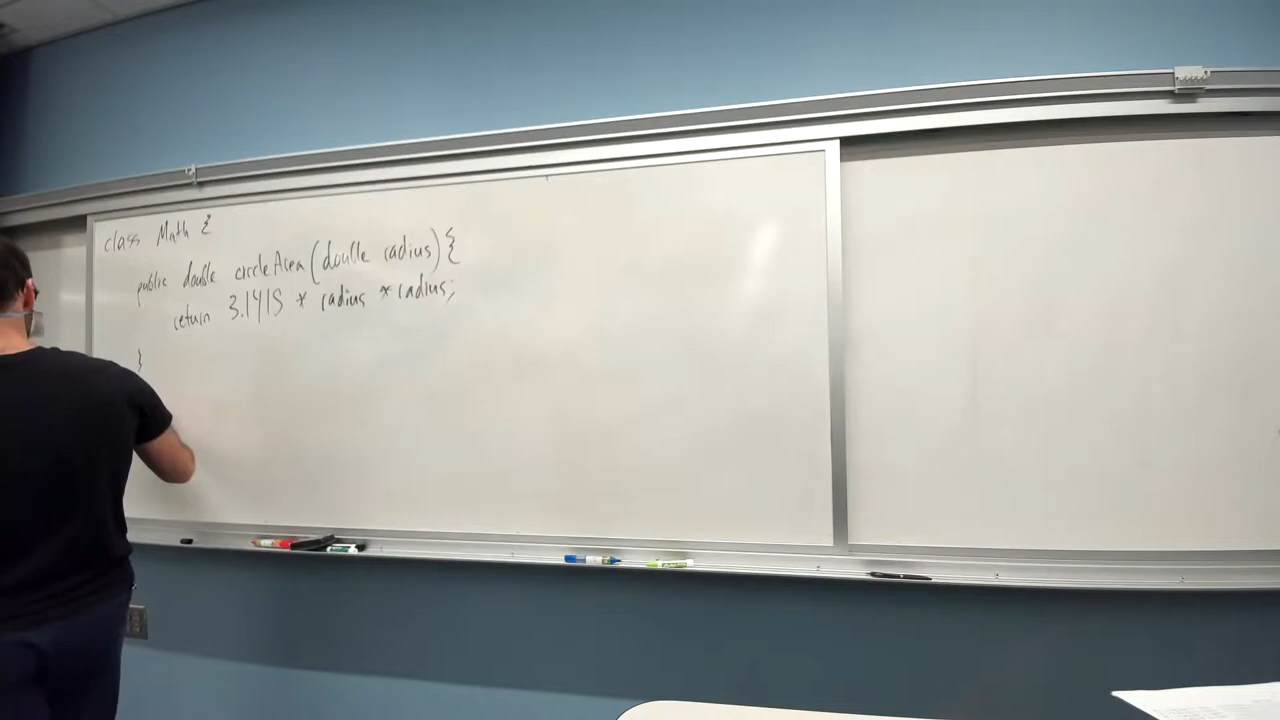 class Math {
public double circleArea(double radius){
return 3.1415 * radius * radius;
}